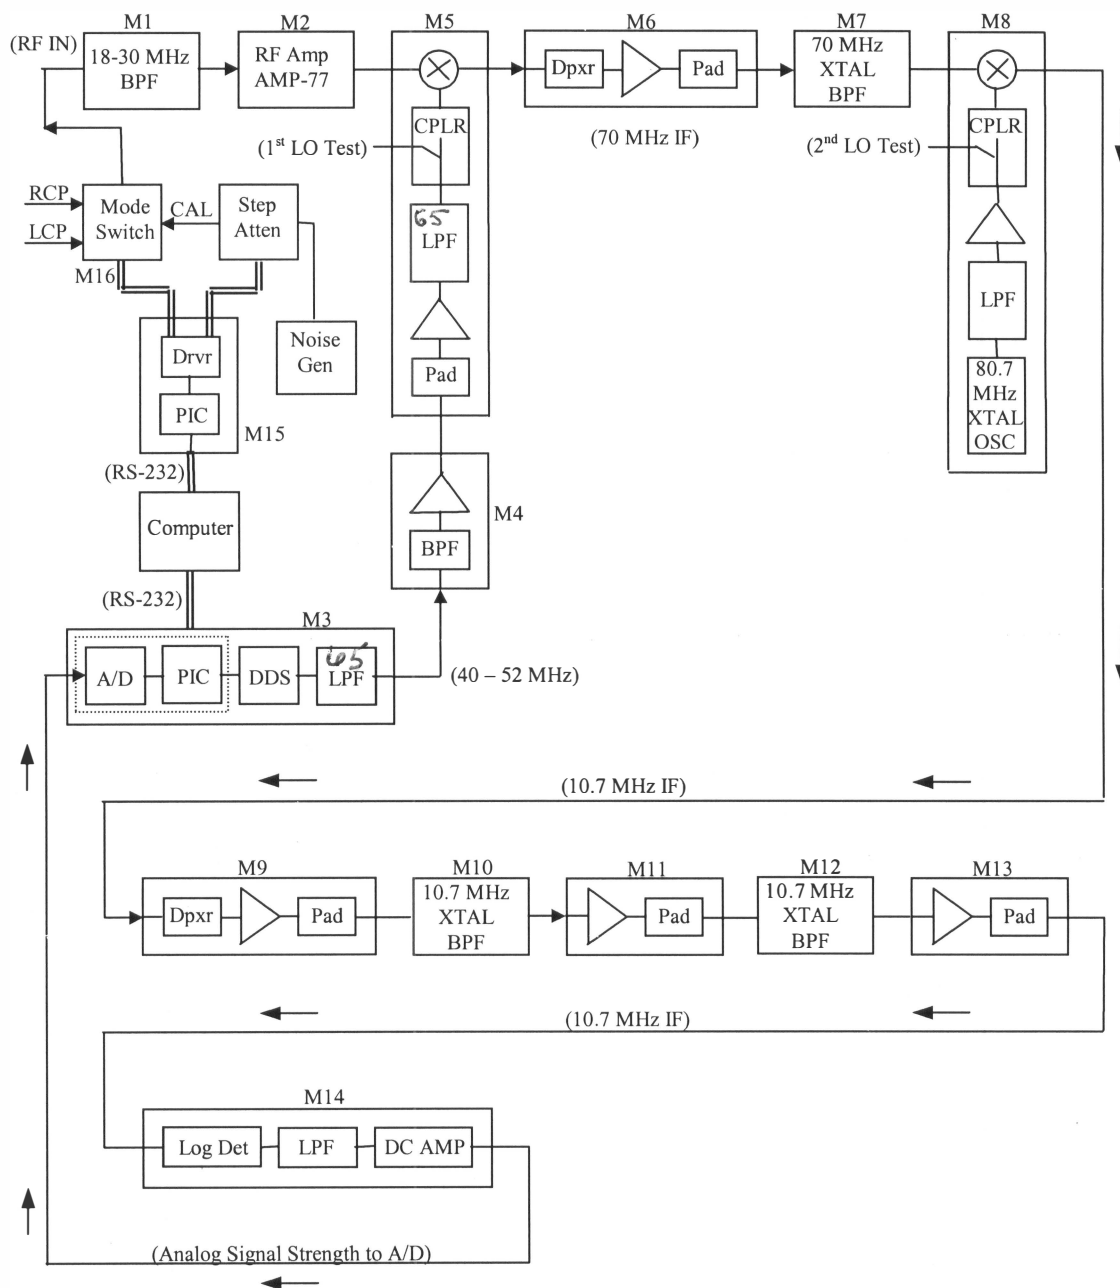 M1
M2
M5
M6
M7
M8
(RF IN)
18-30 MHz
BPF
RF Amp
AMP-77
Dpxr
Pad
70 MHz
XTAL
BPF
(70 MHz IF)
CPLR
(1st LO Test)
CPLR
(2nd LO Test)
RCP
LCP
Mode
Switch
CAL
Step
Atten
M16
65
LPF
LPF
Noise
Gen
Drvr
PIC
M15
Pad
80.7
MHz
XTAL
OSC
(RS-232)
Computer
M4
BPF
(RS-232)
M3
A/D
PIC
DDS
65
LPF
(40 – 52 MHz)
(10.7 MHz IF)
M9
M10
M11
M12
M13
Dpxr
Pad
10.7 MHz
XTAL
BPF
Pad
10.7 MHz
XTAL
BPF
Pad
(10.7 MHz IF)
M14
Log Det
LPF
DC AMP
(Analog Signal Strength to A/D)